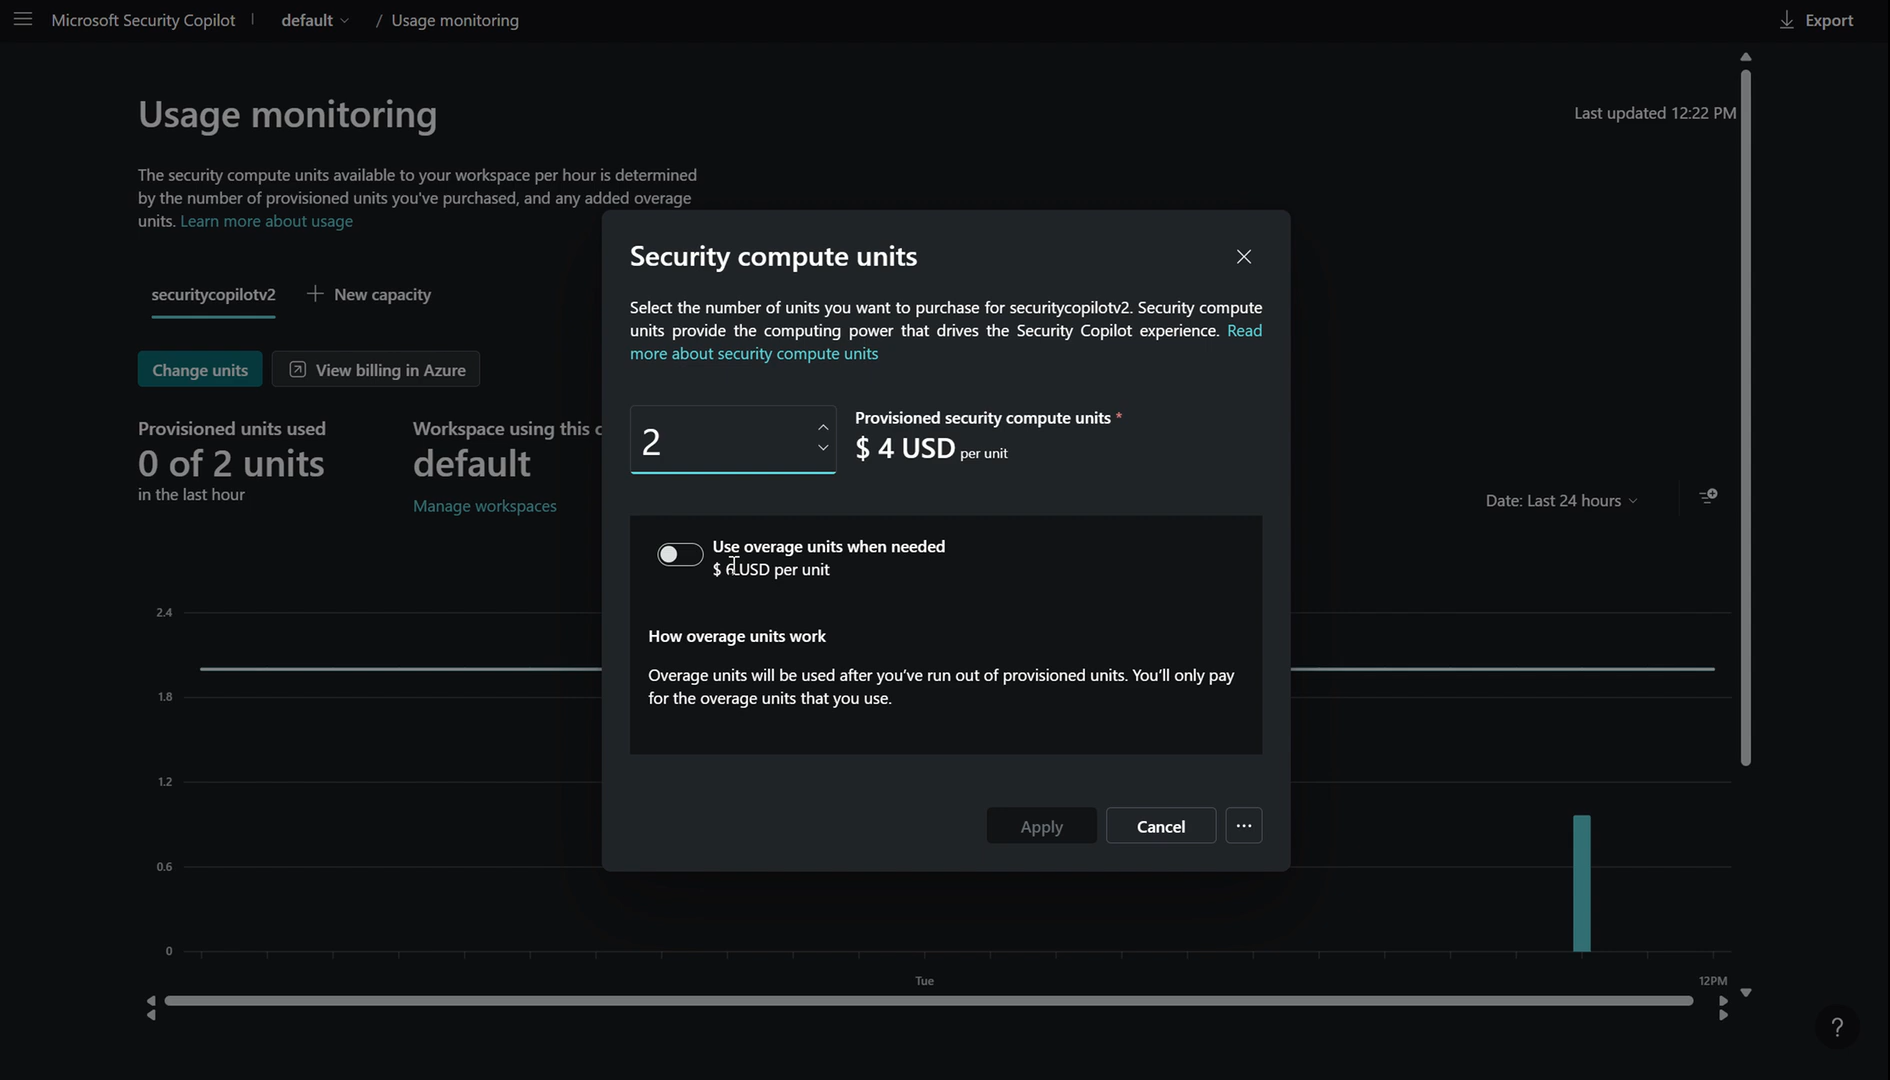 Microsoft Security Copilot | default / Usage monitoring
Export
Usage monitoring
Last updated 12:22 PM
The security compute units available to your workspace per hour is determined
by the number of provisioned units you've purchased, and any added overage
units. Learn more about usage
securitycopilotv2
New capacity
Change units
View billing in Azure
Provisioned units used
0 of 2 units
in the last hour
Workspace using this c
default
Manage workspaces
Date: Last 24 hours
Security compute units
Select the number of units you want to purchase for securitycopilotv2. Security compute
units provide the computing power that drives the Security Copilot experience. Read
more about security compute units
2
Provisioned security compute units *
$ 4 USD per unit
Use overage units when needed
$ 6 USD per unit
How overage units work
Overage units will be used after you've run out of provisioned units. You'll only pay
for the overage units that you use.
Apply
Cancel
2.4
1.8
1.2
0.6
0
Tue
12PM
?